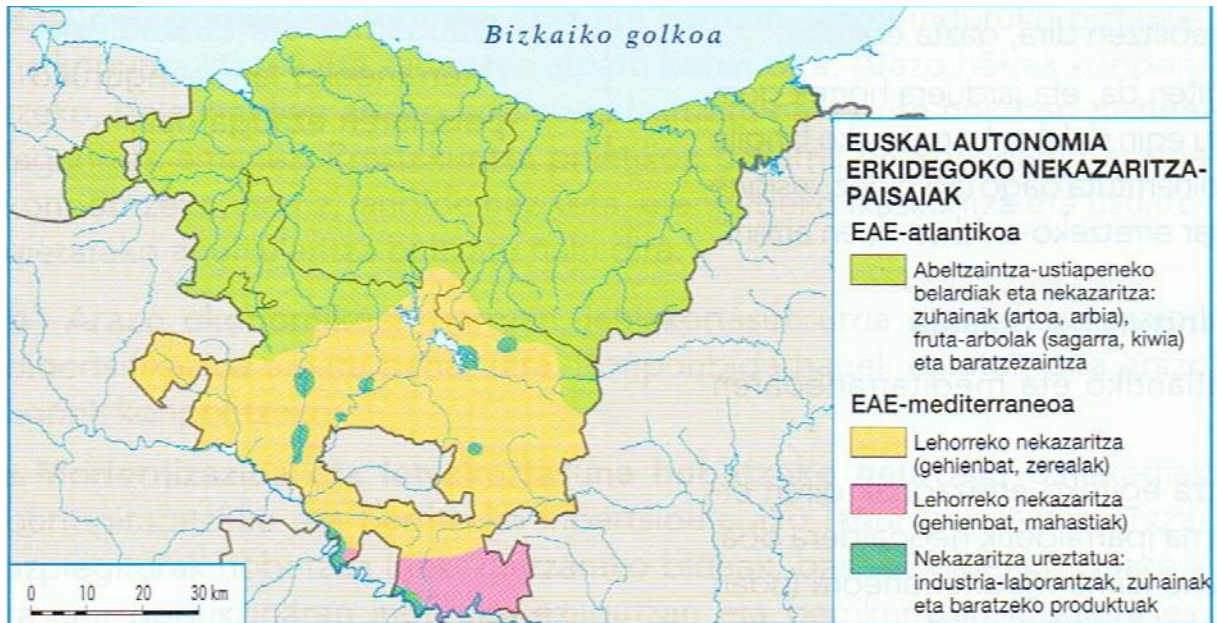 Bizkaiko golkoa
EUSKAL AUTONOMIA
ERKIDEGOKO NEKAZARITZA-
PAISAIAK
EAE-atlantikoa
Abeltzaintza-ustiapeneko
belardiak eta nekazaritza:
zuhainak (artoa, arbia),
fruta-arbolak (sagarra, kiwia)
eta baratzezaintza
EAE-mediterraneoa
Lehorreko nekazaritza
(gehienbat, zerealak)
Lehorreko nekazaritza
(gehienbat, mahastiak)
Nekazaritza ureztatua:
industria-laborantzak, zuhainak
eta baratzeko produktuak
0 10 20 30 km